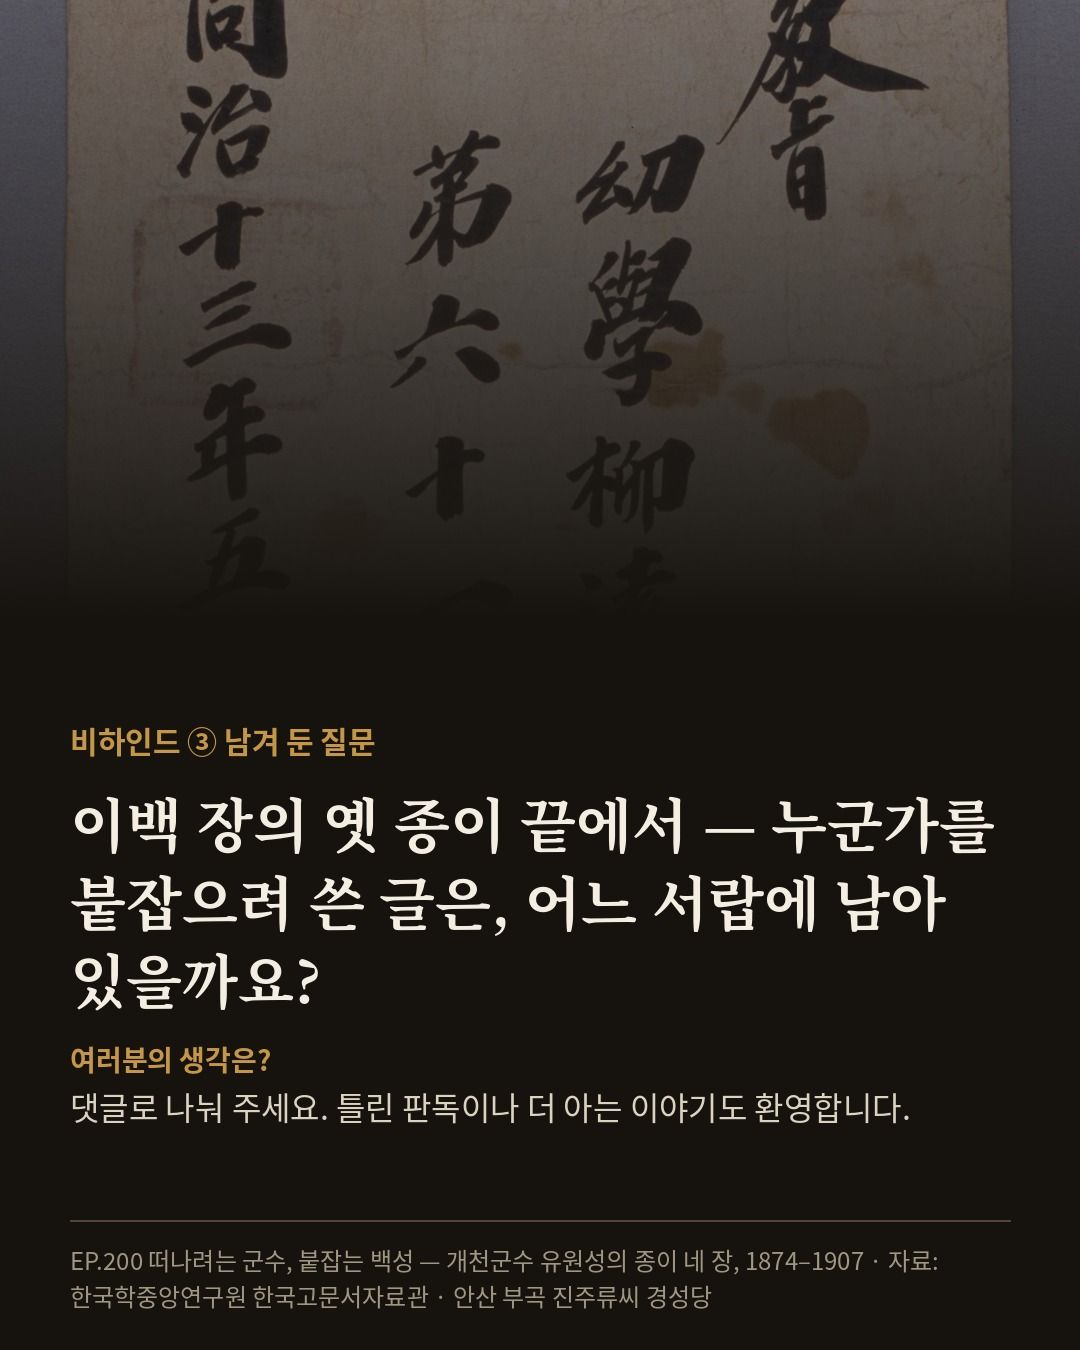 教旨
幼學柳遠
第六十
同治十三年五
비하인드 ③ 남겨 둔 질문
이백 장의 옛 종이 끝에서 — 누군가를
붙잡으려 쓴 글은, 어느 서랍에 남아
있을까요?
여러분의 생각은?
댓글로 나눠 주세요. 틀린 판독이나 더 아는 이야기도 환영합니다.
EP.200 떠나려는 군수, 붙잡는 백성 — 개천군수 유원성의 종이 네 장, 1874–1907 · 자료:
한국학중앙연구원 한국고문서자료관 · 안산 부곡 진주류씨 경성당